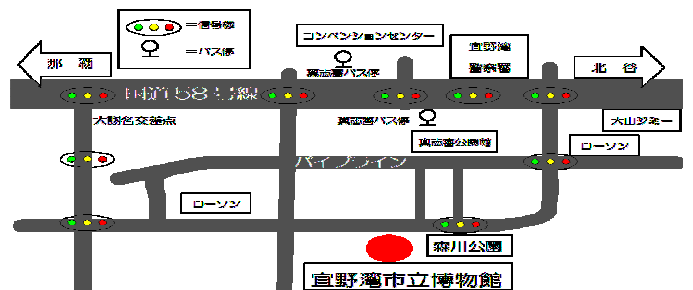 =信号機
=バス停
コンベンションセンター
宜野湾
警察署
那 覇
北 谷
真志喜バス停
国道58号線
大謝名交差点
真志喜バス停
大山ジミー
真志喜公民館
ローソン
パイプライン
ローソン
森川公園
宜野湾市立博物館